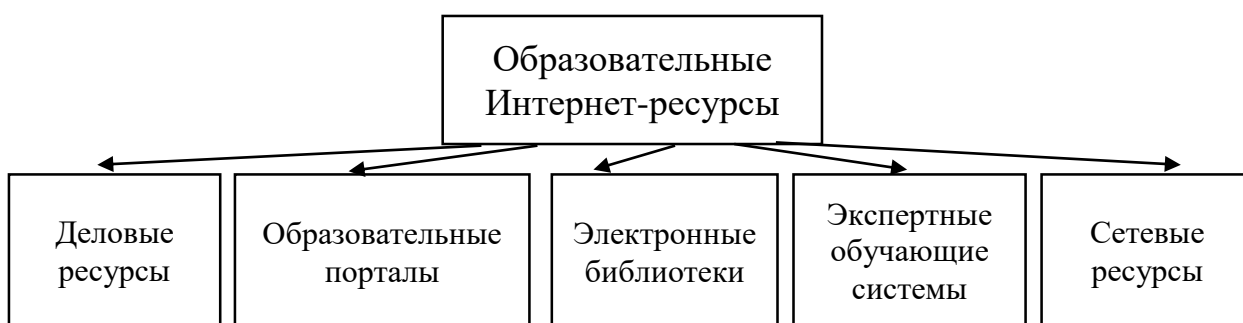 Образовательные
Интернет-ресурсы
Деловые
ресурсы
Образовательные
порталы
Электронные
библиотеки
Экспертные
обучающие
системы
Сетевые
ресурсы